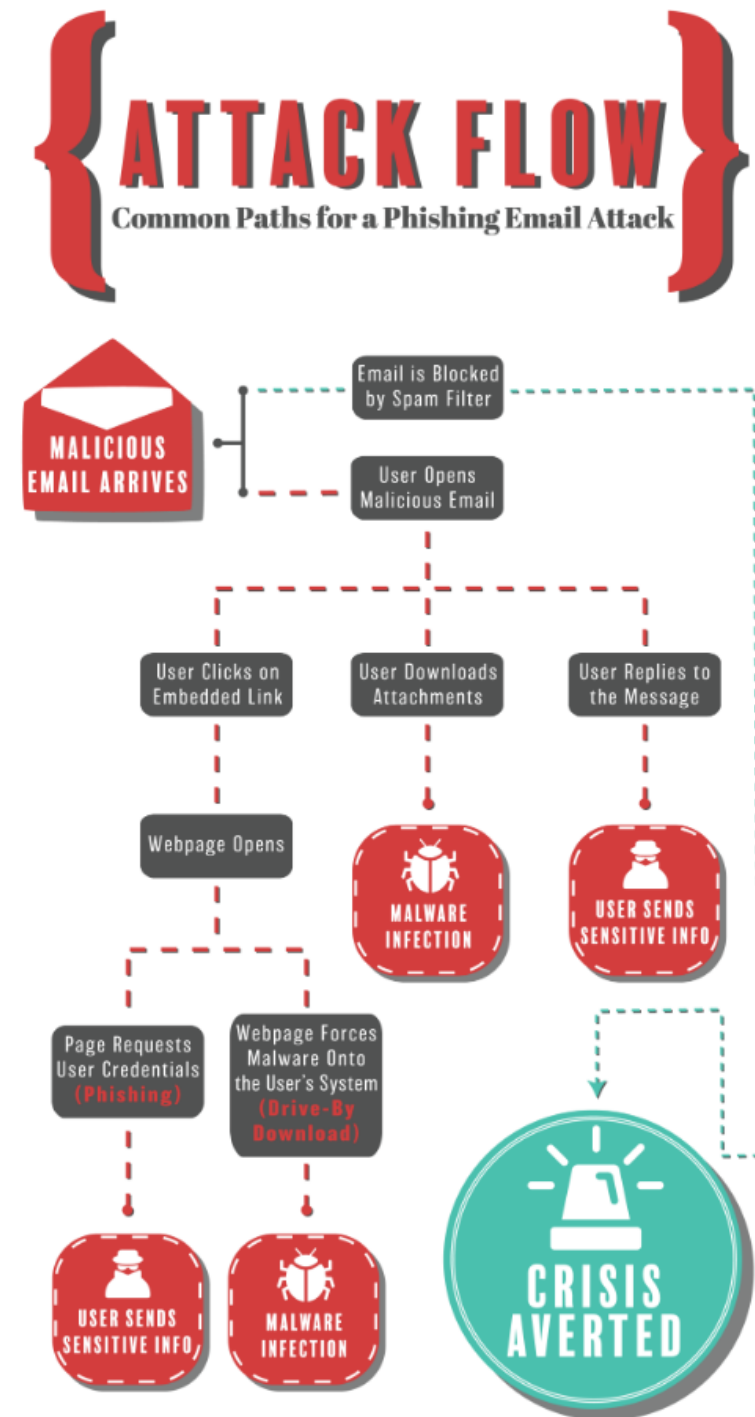 ATTACK FLOW
Common Paths for a Phishing Email Attack
MALICIOUS
EMAIL ARRIVES
Email is Blocked
by Spam Filter
User Opens
Malicious Email
User Clicks on
Embedded Link
User Downloads
Attachments
User Replies to
the Message
Webpage Opens
MALWARE
INFECTION
USER SENDS
SENSITIVE INFO
Page Requests
User Credentials
(Phishing)
Webpage Forces
Malware Onto
the User's System
(Drive-By
Download)
USER SENDS
SENSITIVE INFO
MALWARE
INFECTION
CRISIS
AVERTED